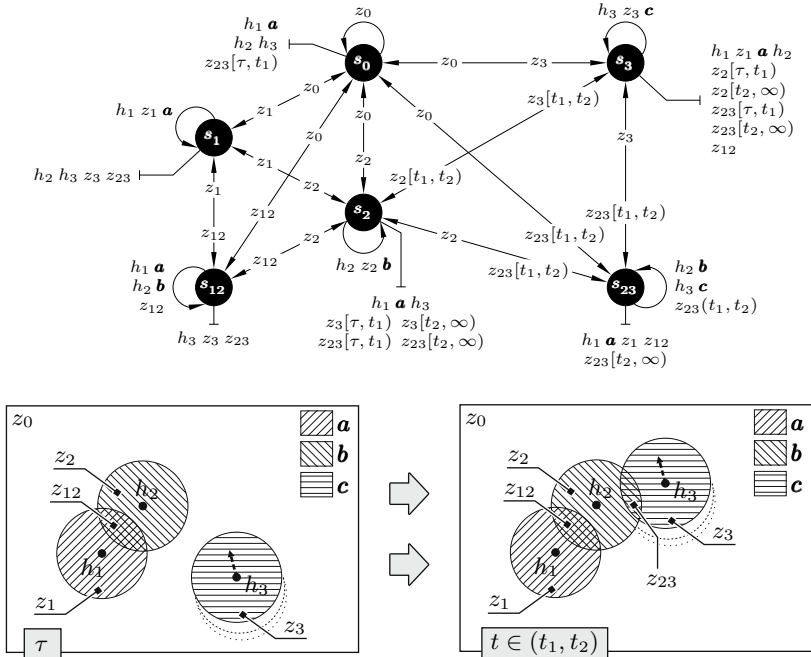 h₁ a
h₂ h₃
z₂₃[τ, t₁)
z₀
s₀
h₃ z₃ c
s₃
h₁ z₁ a h₂
z₂[τ, t₁)
z₂[t₂, ∞)
z₂₃[τ, t₁)
z₂₃[t₂, ∞)
z₁₂
z₀
z₃
z₀
z₁
z₀
z₀
z₀
z₃[t₁, t₂)
h₁ z₁ a
s₁
h₂ h₃ z₃ z₂₃
z₁
z₂
z₂
z₂[t₁, t₂)
z₃
z₁
z₁₂
z₁₂
s₂
z₂
z₁₂
z₂
z₂₃[t₁, t₂)
z₂₃[t₁, t₂)
z₂₃[t₁, t₂)
h₂ z₂ b
h₁ a
h₂ b
z₁₂
s₁₂
h₃ z₃ z₂₃
h₁ a h₃
z₃[τ, t₁) z₃[t₂, ∞)
z₂₃[τ, t₁) z₂₃[t₂, ∞)
s₂₃
h₂ b
h₃ c
z₂₃(t₁, t₂)
h₁ a z₁ z₁₂
z₂₃[t₂, ∞)
z₀
a
b
c
z₂
z₁₂
h₂
h₁
h₃
z₁
z₃
τ
z₀
a
b
c
z₂
z₁₂
h₂
h₃
h₁
z₃
z₂₃
z₁
t ∈ (t₁, t₂)